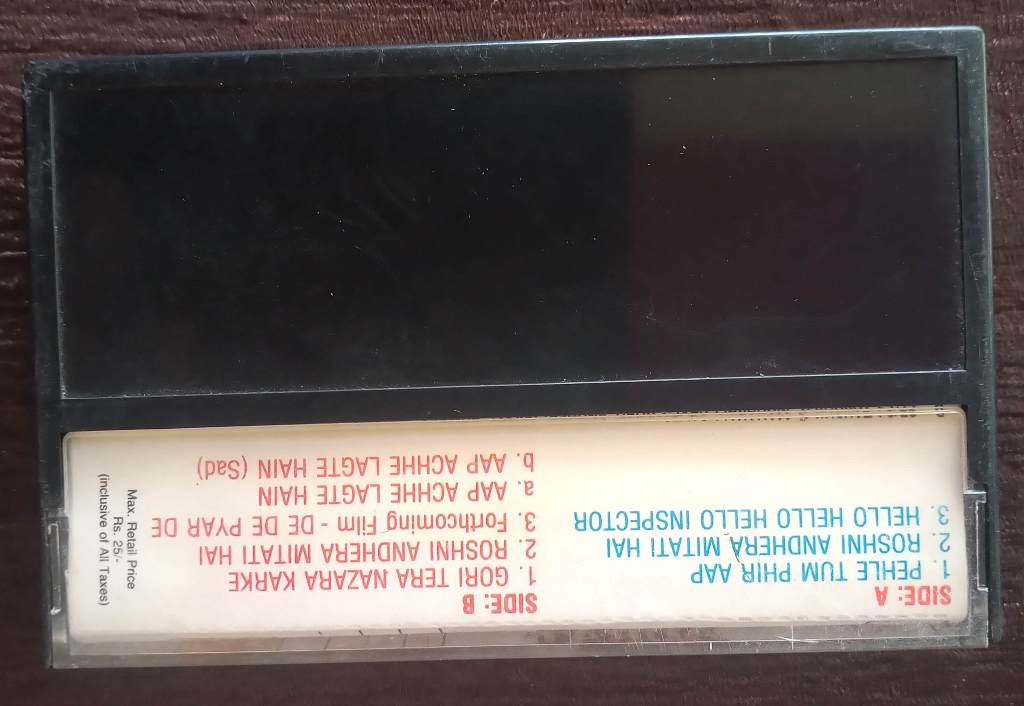 SIDE: A
1. PEHLE TUM PHIR AAP
2. ROSHNI ANDHERA MITATI HAI
3. HELLO HELLO HELLO INSPECTOR
SIDE: B
1. GORI TERA NAZARA KARKE
2. ROSHNI ANDHERA MITATI HAI
3. Forthcoming Film - DE DE PYAR DE
a. AAP ACHHE LAGTE HAIN
b. AAP ACHHE LAGTE HAIN (Sad)
Max. Retail Price
Rs. 25/-
(inclusive of All Taxes)